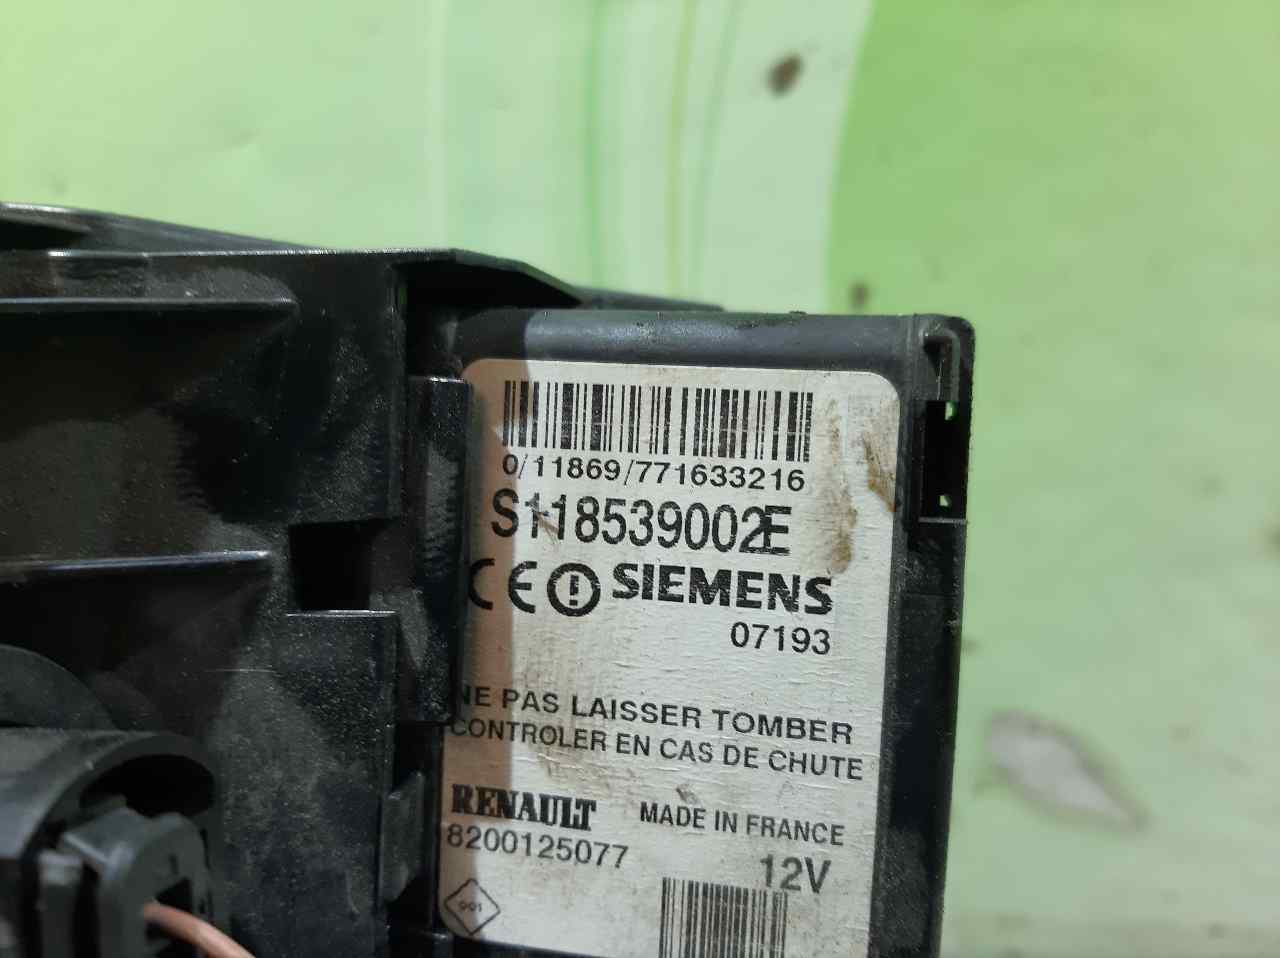 0/11869/771633216
S118539002E
CE SIEMENS
07193
NE PAS LAISSER TOMBER
CONTROLER EN CAS DE CHUTE
RENAULT MADE IN FRANCE
8200125077 12V
001